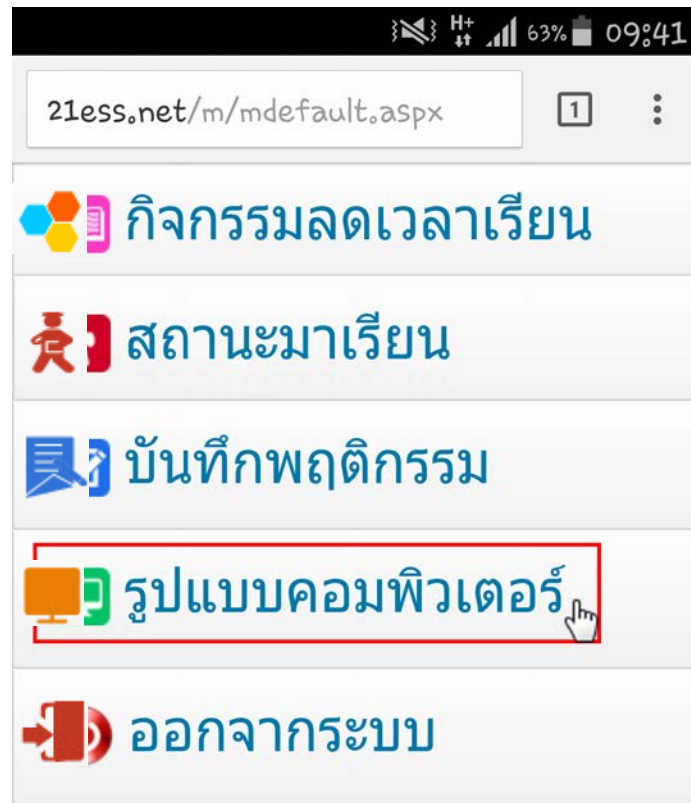 H+ 63% 09:41
21ess.net/m/mdefault.aspx 1
กิจกรรมลดเวลาเรียน
สถานะมาเรียน
บันทึกพฤติกรรม
รูปแบบคอมพิวเตอร์
ออกจากระบบ